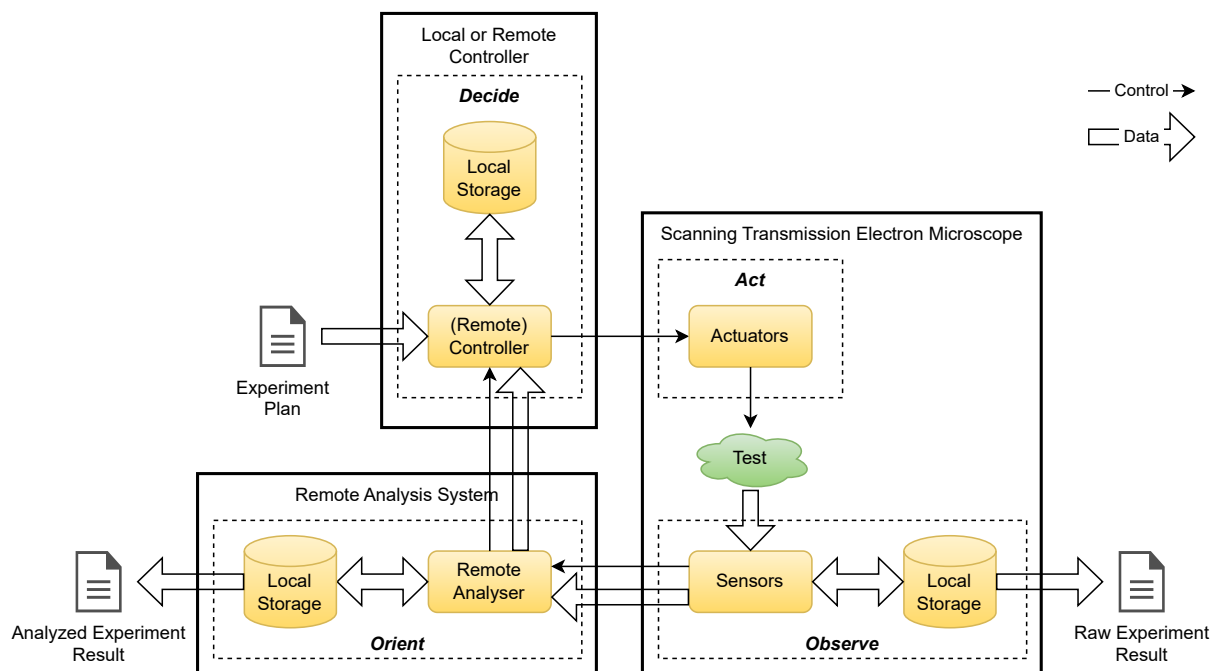 Local or Remote
Controller
Decide
Local
Storage
Control
Data
Scanning Transmission Electron Microscope
Act
(Remote)
Controller
Actuators
Experiment
Plan
Test
Remote Analysis System
Local
Storage
Remote
Analyser
Sensors
Local
Storage
Orient
Observe
Analyzed Experiment
Result
Raw Experiment
Result